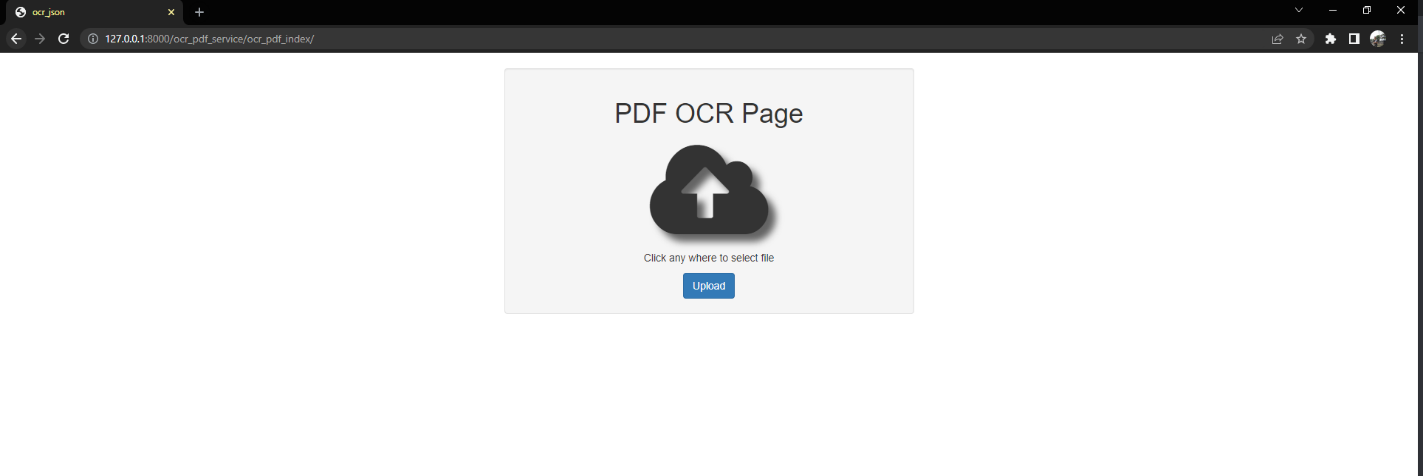 ocr_json
127.0.0.1:8000/ocr_pdf_service/ocr_pdf_index/
PDF OCR Page
Click any where to select file
Upload